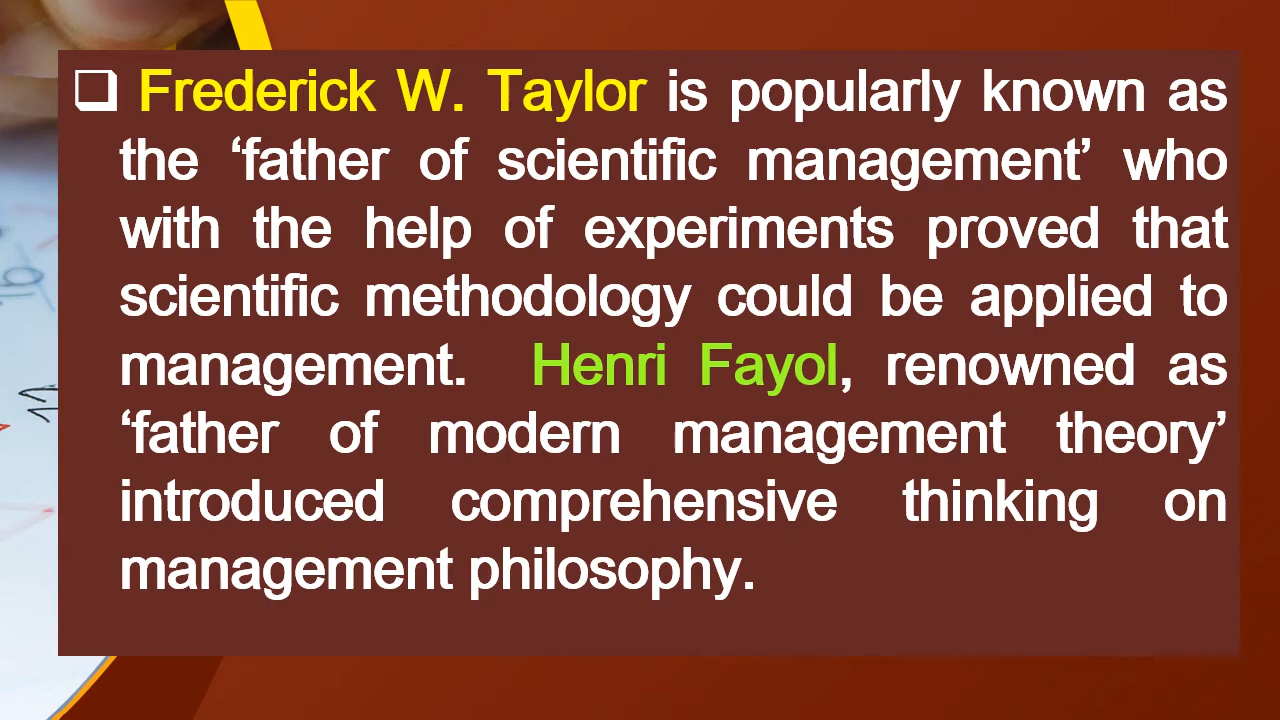 ❑ Frederick W. Taylor is popularly known as
the ‘father of scientific management’ who
with the help of experiments proved that
scientific methodology could be applied to
management. Henri Fayol, renowned as
‘father of modern management theory’
introduced comprehensive thinking on
management philosophy.